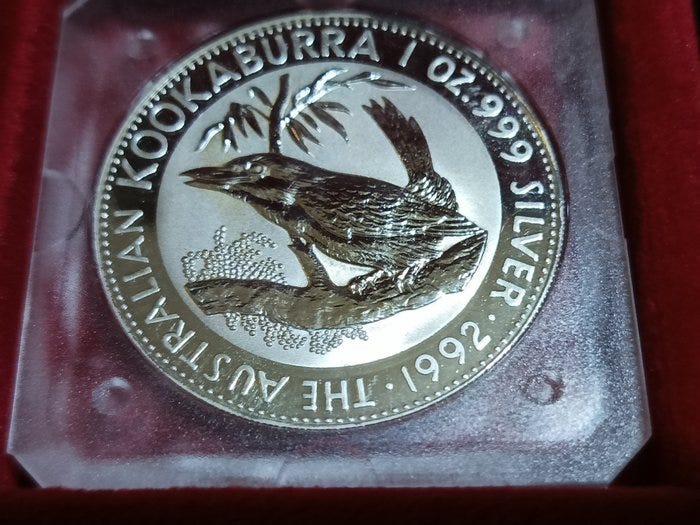 THE AUSTRALIAN KOOKABURRA 1 OZ. 999 SILVER · 1992 ·